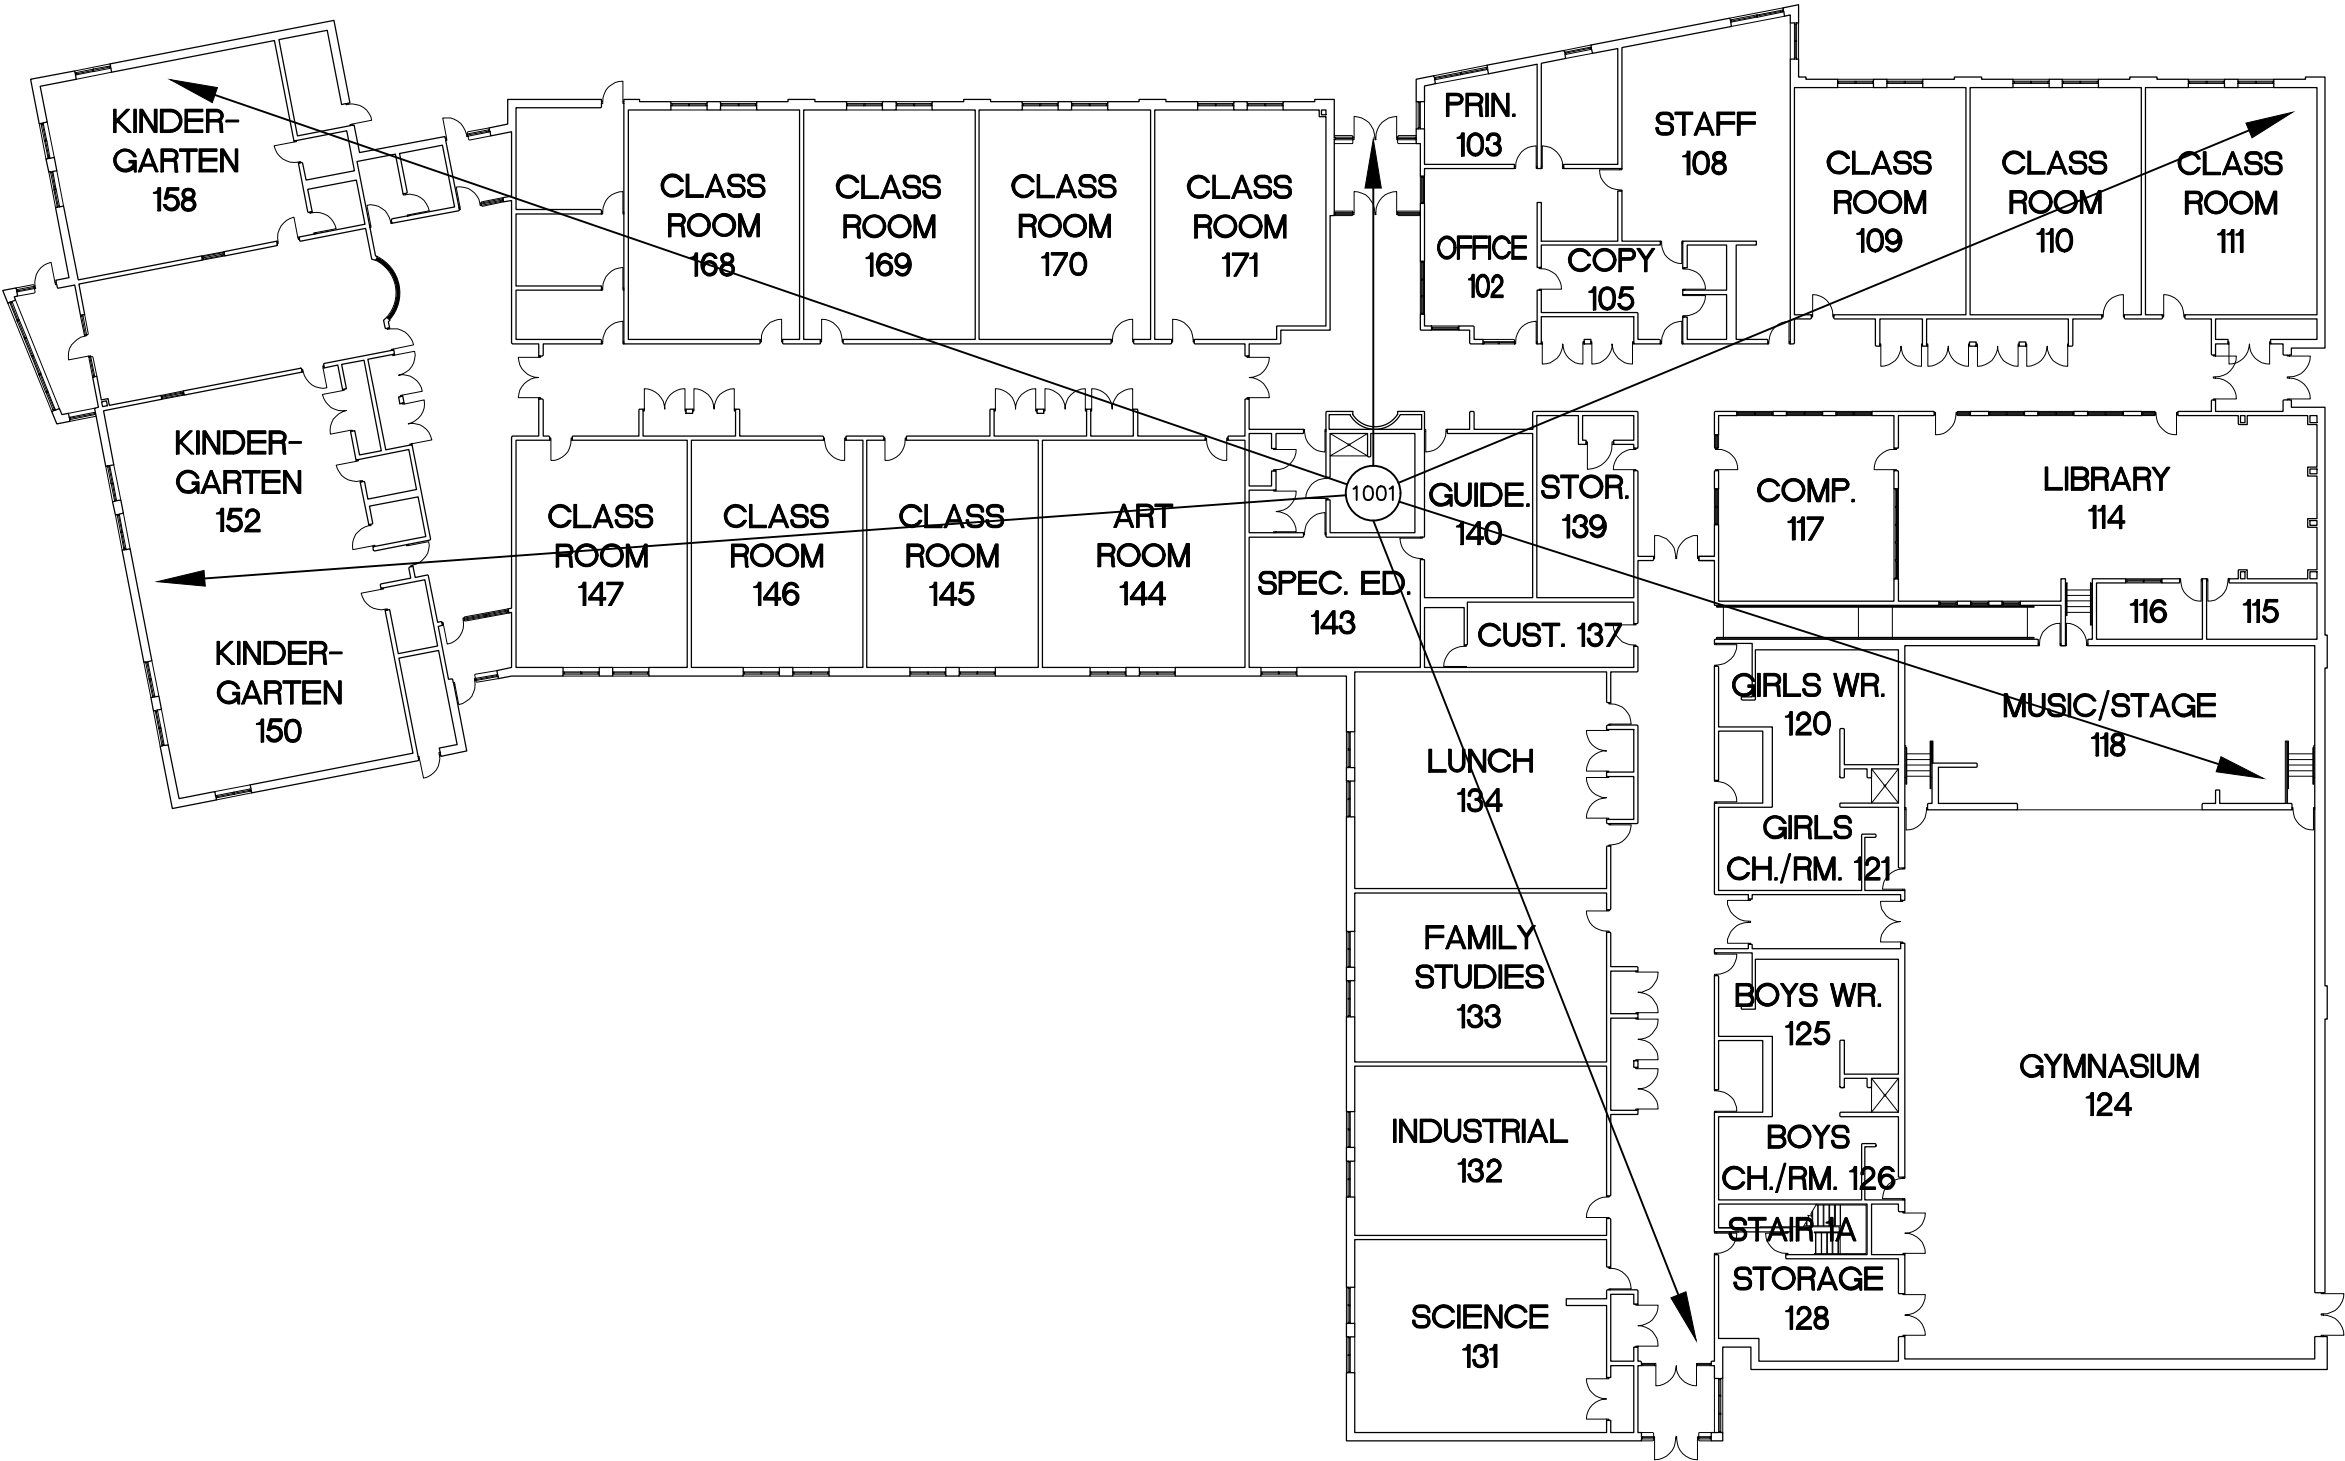 KINDER-
GARTEN
158
CLASS
ROOM
168
CLASS
ROOM
169
CLASS
ROOM
170
CLASS
ROOM
171
PRIN.
103
STAFF
108
OFFICE
102
COPY
105
CLASS
ROOM
109
CLASS
ROOM
110
CLASS
ROOM
111
KINDER-
GARTEN
152
CLASS
ROOM
147
CLASS
ROOM
146
CLASS
ROOM
145
ART
ROOM
144
1001
GUIDE.
140
STOR.
139
COMP.
117
LIBRARY
114
SPEC. ED.
143
CUST. 137
116
115
KINDER-
GARTEN
150
GIRLS WR.
120
MUSIC/STAGE
118
LUNCH
134
GIRLS
CH./RM. 121
FAMILY
STUDIES
133
BOYS WR.
125
GYMNASIUM
124
INDUSTRIAL
132
BOYS
CH./RM. 126
STAIR 1A
STORAGE
128
SCIENCE
131